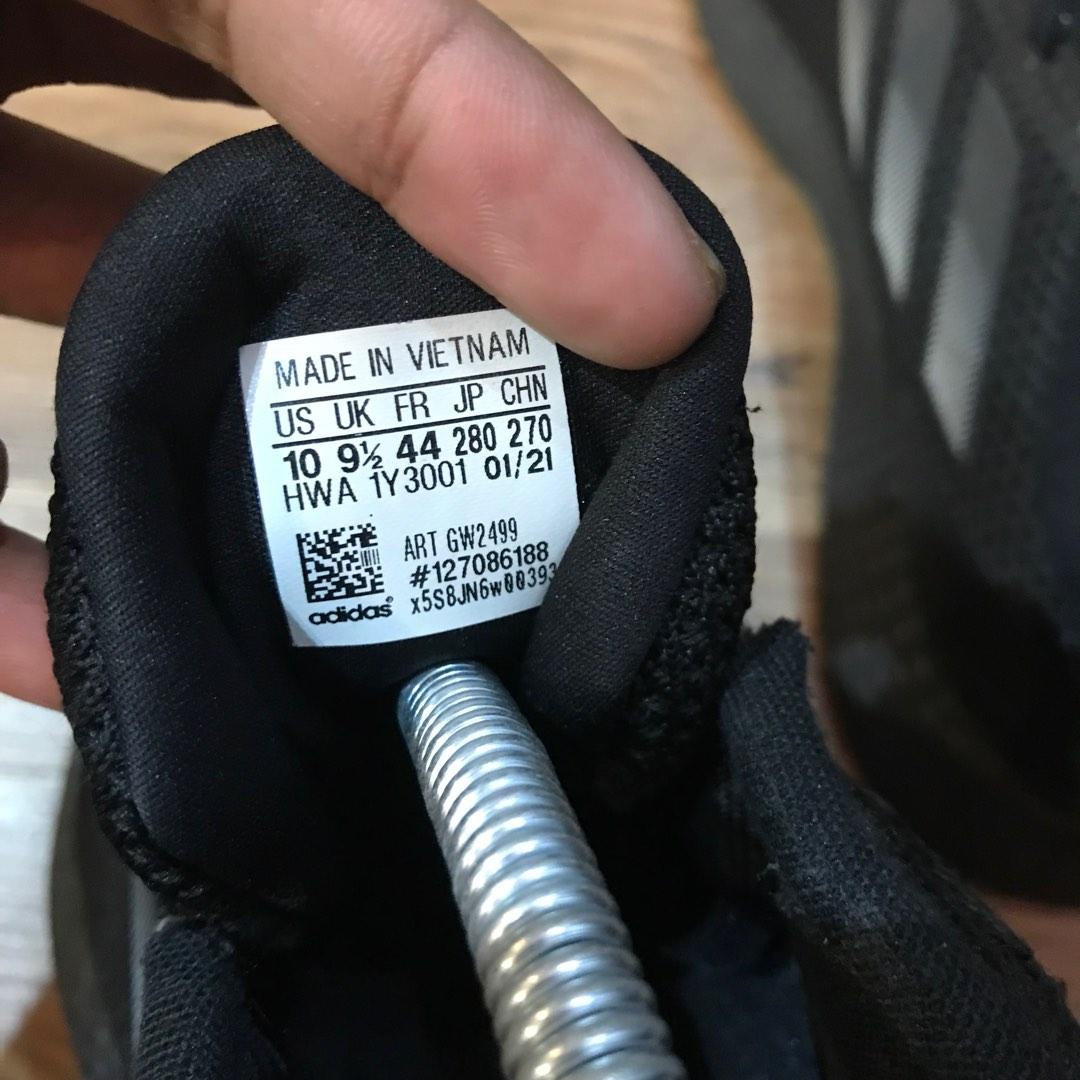 MADE IN VIETNAM
US UK FR JP CHN
10 9½ 44 280 270
HWA 1Y3001 01/21
ART GW2499
#127086188
x5S8JN6w00393
adidas®